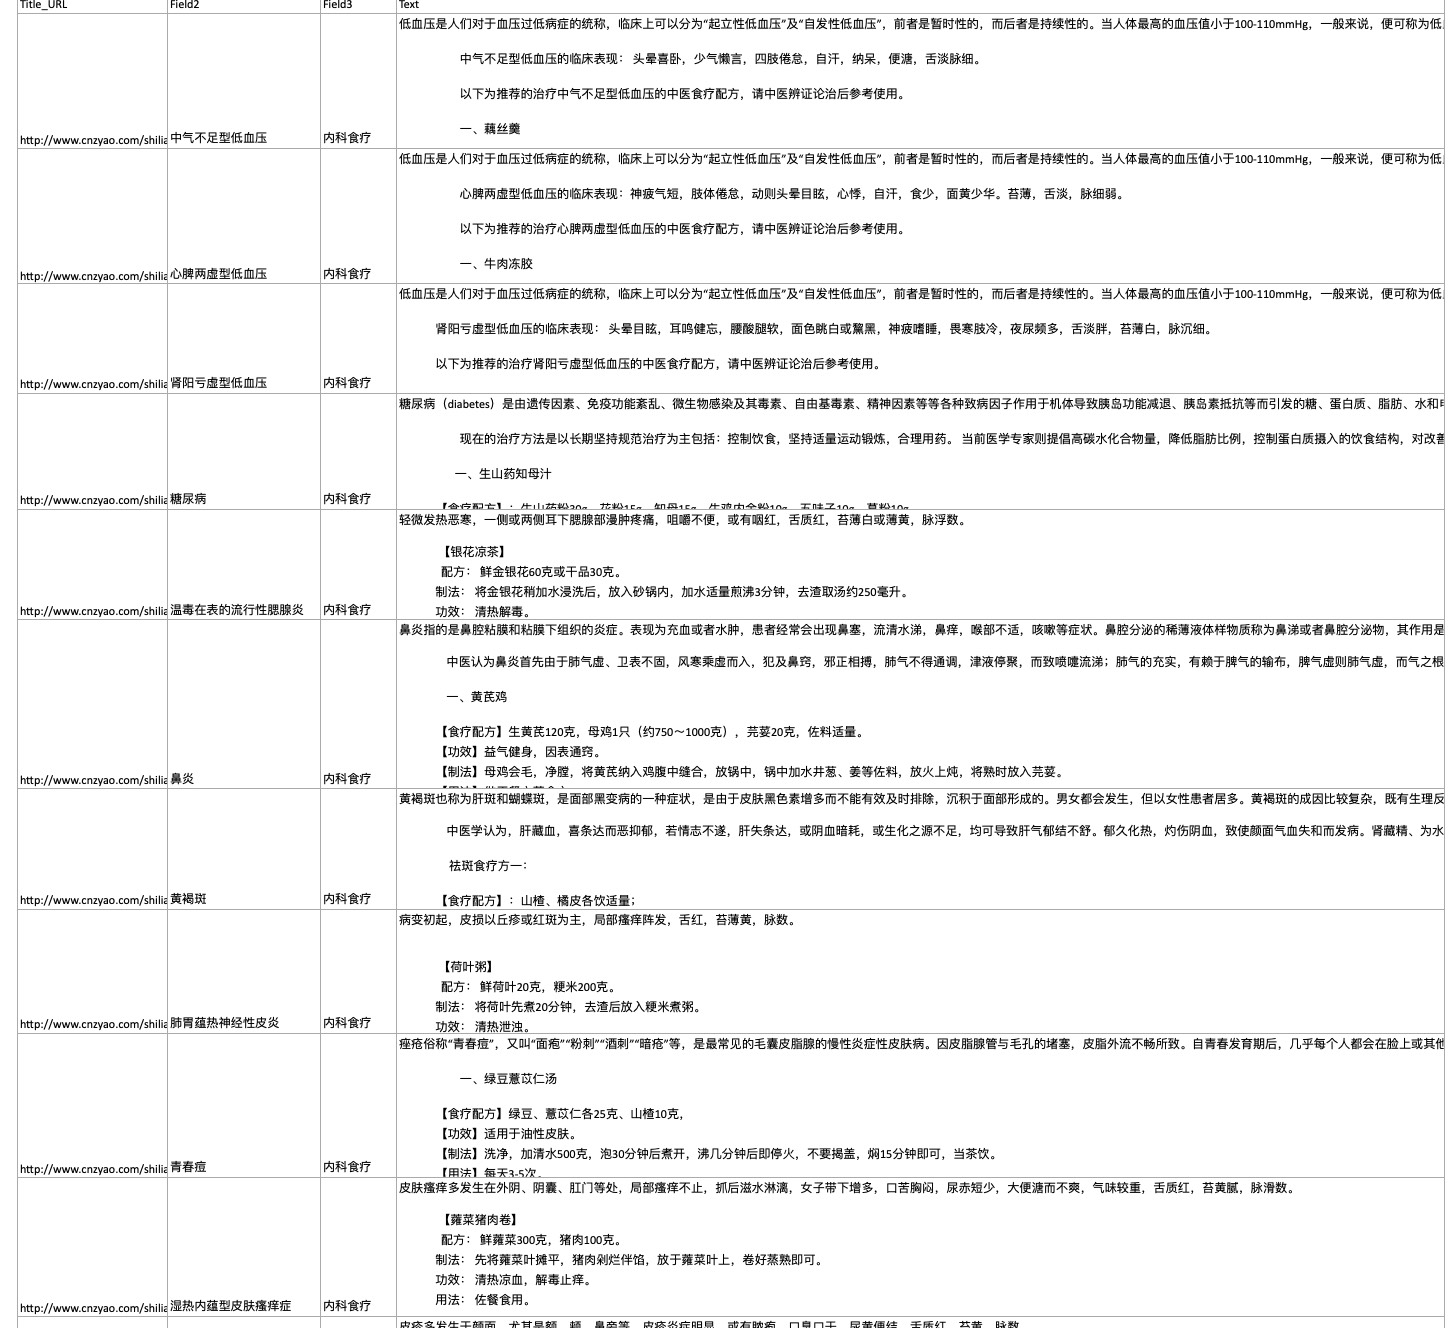 Title_URL Field2 Field3 Text
低血压是人们对于血压过低病症的统称，临床上可以分为“起立性低血压”及“自发性低血压”，前者是暂时性的，而后者是持续性的。当人体最高的血压值小于100-110mmHg，一般来说，便可称为低
中气不足型低血压的临床表现： 头晕喜卧，少气懒言，四肢倦怠，自汗，纳呆，便溏，舌淡脉细。
以下为推荐的治疗中气不足型低血压的中医食疗配方，请中医辨证论治后参考使用。
一、藕丝羹
http://www.cnzyao.com/shilia 中气不足型低血压 内科食疗
低血压是人们对于血压过低病症的统称，临床上可以分为“起立性低血压”及“自发性低血压”，前者是暂时性的，而后者是持续性的。当人体最高的血压值小于100-110mmHg，一般来说，便可称为低
心脾两虚型低血压的临床表现：神疲气短，肢体倦怠，动则头晕目眩，心悸，自汗，食少，面黄少华。苔薄，舌淡，脉细弱。
以下为推荐的治疗心脾两虚型低血压的中医食疗配方，请中医辨证论治后参考使用。
一、牛肉冻胶
http://www.cnzyao.com/shilia 心脾两虚型低血压 内科食疗
低血压是人们对于血压过低病症的统称，临床上可以分为“起立性低血压”及“自发性低血压”，前者是暂时性的，而后者是持续性的。当人体最高的血压值小于100-110mmHg，一般来说，便可称为低
肾阳亏虚型低血压的临床表现： 头晕目眩，耳鸣健忘，腰酸腿软，面色㿠白或黧黑，神疲嗜睡，畏寒肢冷，夜尿频多，舌淡胖，苔薄白，脉沉细。
以下为推荐的治疗肾阳亏虚型低血压的中医食疗配方，请中医辨证论治后参考使用。
http://www.cnzyao.com/shilia 肾阳亏虚型低血压 内科食疗
糖尿病（diabetes）是由遗传因素、免疫功能紊乱、微生物感染及其毒素、自由基毒素、精神因素等等各种致病因子作用于机体导致胰岛功能减退、胰岛素抵抗等而引发的糖、蛋白质、脂肪、水和
现在的治疗方法是以长期坚持规范治疗为主包括：控制饮食，坚持适量运动锻炼，合理用药。 当前医学专家则提倡高碳水化合物量，降低脂肪比例，控制蛋白质摄入的饮食结构，对改善
一、生山药知母汁
【食疗配方】：生山药粉30g，花粉15g，知母15g，生鸡内金粉10g，五味子10g，葛粉10g。
http://www.cnzyao.com/shilia 糖尿病 内科食疗
轻微发热恶寒，一侧或两侧耳下腮腺部漫肿疼痛，咀嚼不便，或有咽红，舌质红，苔薄白或薄黄，脉浮数。
【银花凉茶】
配方： 鲜金银花60克或干品30克。
制法： 将金银花稍加水浸洗后，放入砂锅内，加水适量煎沸3分钟，去渣取汤约250毫升。
功效： 清热解毒。
http://www.cnzyao.com/shilia 温毒在表的流行性腮腺炎 内科食疗
鼻炎指的是鼻腔粘膜和粘膜下组织的炎症。表现为充血或者水肿，患者经常会出现鼻塞，流清水涕，鼻痒，喉部不适，咳嗽等症状。鼻腔分泌的稀薄液体样物质称为鼻涕或者鼻腔分泌物，其作用是
中医认为鼻炎首先由于肺气虚、卫表不固，风寒乘虚而入，犯及鼻窍，邪正相搏，肺气不得通调，津液停聚，而致喷嚏流涕；肺气的充实，有赖于脾气的输布，脾气虚则肺气虚，而气之根
一、黄芪鸡
【食疗配方】生黄芪120克，母鸡1只（约750～1000克），芫荽20克，佐料适量。
【功效】益气健身，因表通窍。
【制法】母鸡会毛，净膛，将黄芪纳入鸡腹中缝合，放锅中，锅中加水井葱、姜等佐料，放火上炖，将熟时放入芫荽。
http://www.cnzyao.com/shilia 鼻炎 内科食疗
黄褐斑也称为肝斑和蝴蝶斑，是面部黑变病的一种症状，是由于皮肤黑色素增多而不能有效及时排除，沉积于面部形成的。男女都会发生，但以女性患者居多。黄褐斑的成因比较复杂，既有生理反
中医学认为，肝藏血，喜条达而恶抑郁，若情志不遂，肝失条达，或阴血暗耗，或生化之源不足，均可导致肝气郁结不舒。郁久化热，灼伤阴血，致使颜面气血失和而发病。肾藏精、为水
祛斑食疗方一：
【食疗配方】：山楂、橘皮各饮适量；
http://www.cnzyao.com/shilia 黄褐斑 内科食疗
病变初起，皮损以丘疹或红斑为主，局部瘙痒阵发，舌红，苔薄黄，脉数。
【荷叶粥】
配方： 鲜荷叶20克，粳米200克。
制法： 将荷叶先煮20分钟，去渣后放入粳米煮粥。
功效： 清热泄浊。
http://www.cnzyao.com/shilia 肺胃蕴热神经性皮炎 内科食疗
痤疮俗称“青春痘”，又叫“面疱”“粉刺”“酒刺”“暗疮”等，是最常见的毛囊皮脂腺的慢性炎症性皮肤病。因皮脂腺管与毛孔的堵塞，皮脂外流不畅所致。自青春发育期后，几乎每个人都会在脸上或其他
一、绿豆薏苡仁汤
【食疗配方】绿豆、薏苡仁各25克、山楂10克，
【功效】适用于油性皮肤。
【制法】洗净，加清水500克，泡30分钟后煮开，沸几分钟后即停火，不要揭盖，焖15分钟即可，当茶饮。
【用法】每天3-5次。
http://www.cnzyao.com/shilia 青春痘 内科食疗
皮肤瘙痒多发生在外阴、阴囊、肛门等处，局部瘙痒不止，抓后滋水淋漓，女子带下增多，口苦胸闷，尿赤短少，大便溏而不爽，气味较重，舌质红，苔黄腻，脉滑数。
【蕹菜猪肉卷】
配方： 鲜蕹菜300克，猪肉100克。
制法： 先将蕹菜叶摊平，猪肉剁烂伴馅，放于蕹菜叶上，卷好蒸熟即可。
功效： 清热凉血，解毒止痒。
用法： 佐餐食用。
http://www.cnzyao.com/shilia 湿热内蕴型皮肤瘙痒症 内科食疗
皮疹多发生于颜面，尤其是额、颊、鼻旁等，皮疹炎症明显，或有脓疱，口臭口干，尿黄便结，舌质红，苔黄，脉数